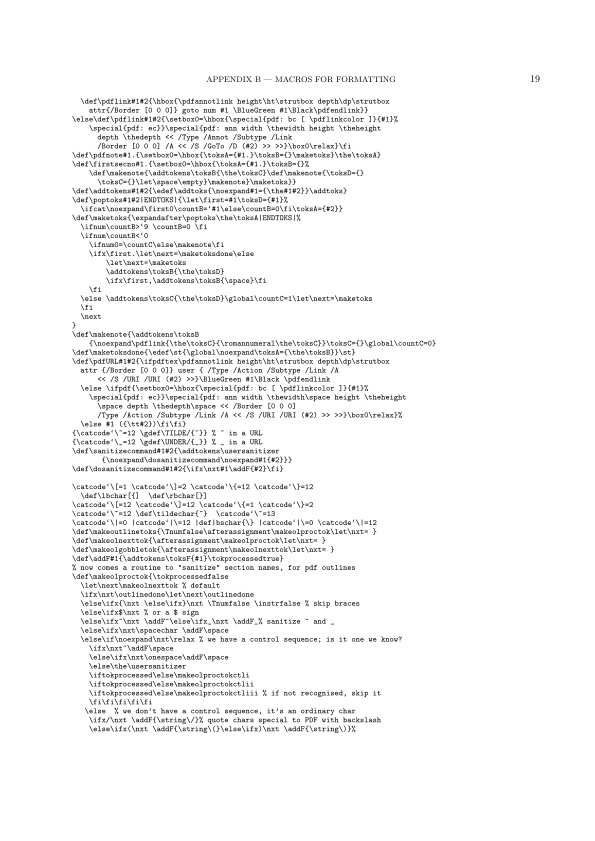 APPENDIX B — MACROS FOR FORMATTING 19
\def\pdflink#1#2{\hbox{\pdfannotlink height\ht\strutbox depth\dp\strutbox
attr{/Border [0 0 0]} goto num #1 \BlueGreen #1\Black\pdfendlink}}
\else\def\pdflink#1#2{\setbox0=\hbox{\special{pdf: bc [ \pdflinkcolor ]}{#1}%
\special{pdf: ec}}\special{pdf: ann width \thewidth height \theheight
depth \thedepth << /Type /Annot /Subtype /Link
/Border [0 0 0] /A << /S /GoTo /D (#2) >> >>}\box0\relax}\fi
\def\pdfnote#1.{\setbox0=\hbox{\toksA={#1.}\toksB={}\maketoks}\the\toksA}
\def\firstsecno#1.{\setbox0=\hbox{\toksA={#1.}\toksB={}%
\def\makenote{\addtokens\toksB{\the\toksC}\def\makenote{\toksD={}
\toksC={}\let\space\empty}\makenote}\maketoks}}
\def\addtokens#1#2{\edef\addtoks{\noexpand#1={\the#1#2}}\addtoks}
\def\poptoks#1#2|ENDTOKS|{\let\first=#1\toksD={#1}%
\ifcat\noexpand\first0\countB=`#1\else\countB=0\fi\toksA={#2}}
\def\maketoks{\expandafter\poptoks\the\toksA|ENDTOKS|%
\ifnum\countB>`9 \countB=0 \fi
\ifnum\countB<`0
\ifnum0=\countC\else\makenote\fi
\ifx\first.\let\next=\maketoksdone\else
\let\next=\maketoks
\addtokens\toksB{\the\toksD}
\ifx\first,\addtokens\toksB{\space}\fi
\fi
\else \addtokens\toksC{\the\toksD}\global\countC=1\let\next=\maketoks
\fi
\next
}
\def\makenote{\addtokens\toksB
{\noexpand\pdflink{\the\toksC}{\romannumeral\the\toksC}}\toksC={}\global\countC=0}
\def\maketoksdone{\edef\st{\global\noexpand\toksA={\the\toksB}}\st}
\def\pdfURL#1#2{\ifpdftex\pdfannotlink height\ht\strutbox depth\dp\strutbox
attr {/Border [0 0 0]} user { /Type /Action /Subtype /Link /A
<< /S /URI /URI (#2) >>}\BlueGreen #1\Black \pdfendlink
\else \ifpdf{\setbox0=\hbox{\special{pdf: bc [ \pdflinkcolor ]}{#1}%
\special{pdf: ec}}\special{pdf: ann width \thewidth\space height \theheight
\space depth \thedepth\space << /Border [0 0 0]
/Type /Action /Subtype /Link /A << /S /URI /URI (#2) >> >>}\box0\relax}%
\else #1 ({\tt#2})\fi\fi}
{\catcode`\~=12 \gdef\TILDE/{~}} % ~ in a URL
{\catcode`\_=12 \gdef\UNDER/{_}} % _ in a URL
\def\sanitizecommand#1#2{\addtokens\usersanitizer
{\noexpand\dosanitizecommand\noexpand#1{#2}}}
\def\dosanitizecommand#1#2{\ifx\nxt#1\addF{#2}\fi}
\catcode`\[=1 \catcode`\]=2 \catcode`\{=12 \catcode`\}=12
\def\lbchar[{] \def\rbchar[}]
\catcode`\[=12 \catcode`\]=12 \catcode`\{=1 \catcode`\}=2
\catcode`\~=12 \def\tildechar{~} \catcode`\~=13
\catcode`\|=0 |catcode`|\=12 |def|bschar{\} |catcode`|\=0 \catcode`\|=12
\def\makeoutlinetoks{\Tnumfalse\afterassignment\makeolproctok\let\nxt= }
\def\makeolnexttok{\afterassignment\makeolproctok\let\nxt= }
\def\makeolgobbletok{\afterassignment\makeolnexttok\let\nxt= }
\def\addF#1{\addtokens\toksF{#1}\tokprocessedtrue}
% now comes a routine to "sanitize" section names, for pdf outlines
\def\makeolproctok{\tokprocessedfalse
\let\next\makeolnexttok % default
\ifx\nxt\outlinedone\let\next\outlinedone
\else\ifx{\nxt \else\ifx}\nxt \Tnumfalse \instrfalse % skip braces
\else\ifx$\nxt % or a $ sign
\else\ifx^\nxt \addF^\else\ifx_\nxt \addF_% sanitize ^ and _
\else\ifx\nxt\spacechar \addF\space
\else\if\noexpand\nxt\relax % we have a control sequence; is it one we know?
\ifx\nxt~\addF\space
\else\ifx\nxt\onespace\addF\space
\else\the\usersanitizer
\iftokprocessed\else\makeolproctokctli
\iftokprocessed\else\makeolproctokctlii
\iftokprocessed\else\makeolproctokctliii % if not recognised, skip it
\fi\fi\fi\fi\fi
\else % we don't have a control sequence, it's an ordinary char
\ifx/\nxt \addF{\string\/}% quote chars special to PDF with backslash
\else\ifx(\nxt \addF{\string\(}\else\ifx)\nxt \addF{\string\)}%